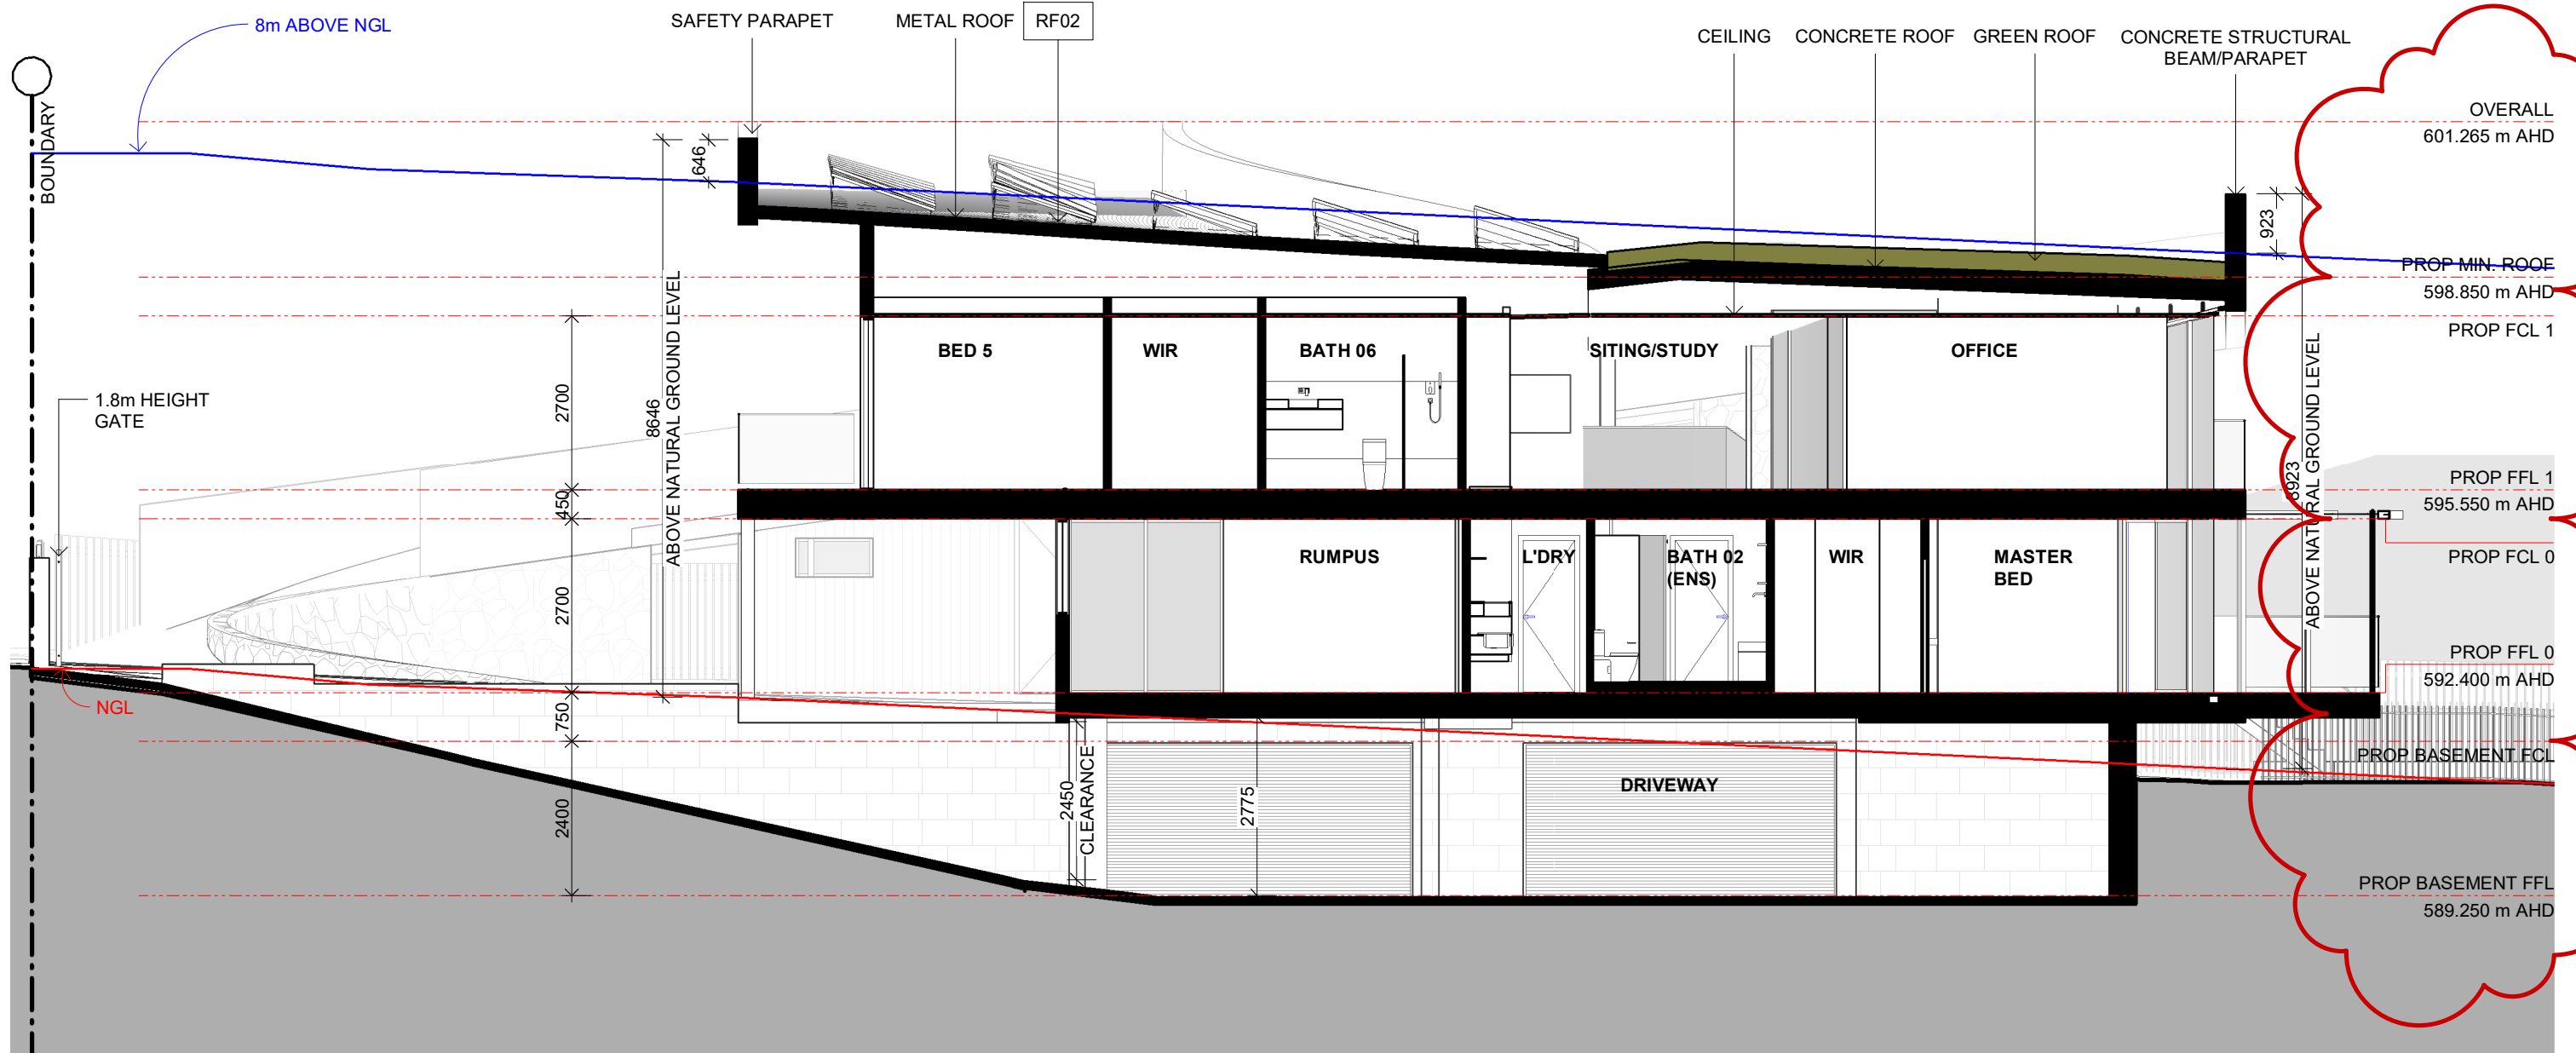 8m ABOVE NGL
SAFETY PARAPET
METAL ROOF
RF02
CEILING
CONCRETE ROOF
GREEN ROOF
CONCRETE STRUCTURAL
BEAM/PARAPET
BOUNDARY
OVERALL
601.265 m AHD
646
923
PROP MIN. ROOF
598.850 m AHD
PROP FCL 1
BED 5
WIR
BATH 06
SITING/STUDY
OFFICE
1.8m HEIGHT
GATE
2700
8646
ABOVE NATURAL GROUND LEVEL
8923
ABOVE NATURAL GROUND LEVEL
450
PROP FFL 1
595.550 m AHD
PROP FCL 0
RUMPUS
L'DRY
BATH 02
(ENS)
WIR
MASTER
BED
2700
PROP FFL 0
592.400 m AHD
NGL
750
PROP BASEMENT FCL
2400
2450
CLEARANCE
2775
DRIVEWAY
PROP BASEMENT FFL
589.250 m AHD